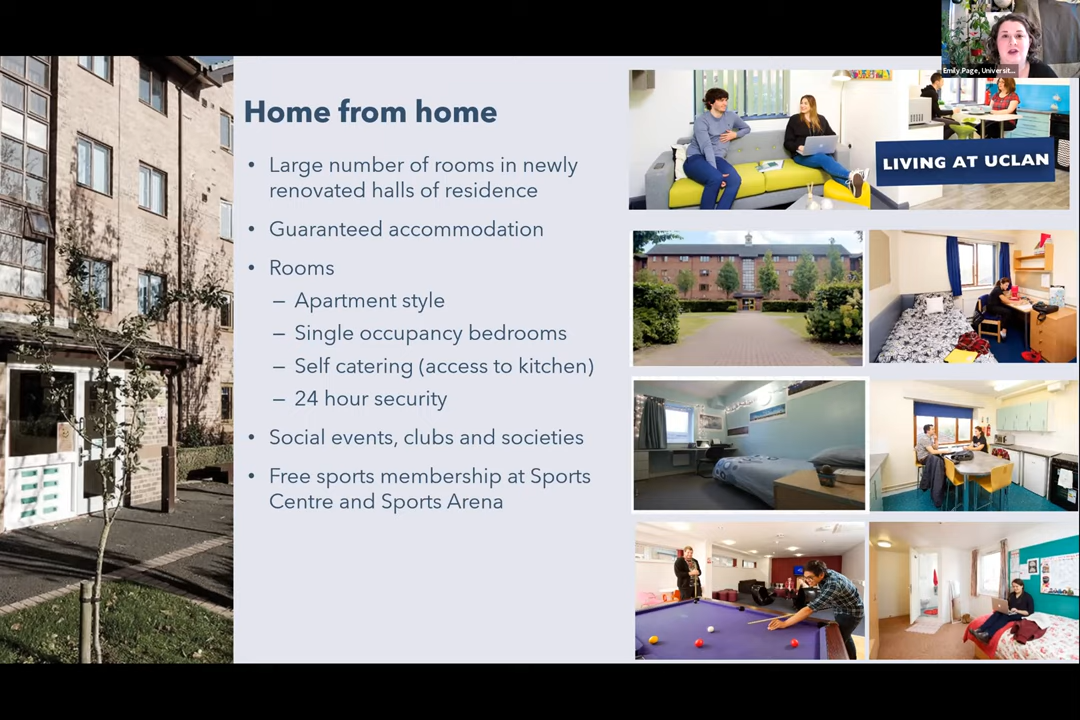 Emily Page, Universit...
Home from home
LIVING AT UCLAN
• Large number of rooms in newly
renovated halls of residence
• Guaranteed accommodation
• Rooms
– Apartment style
– Single occupancy bedrooms
– Self catering (access to kitchen)
– 24 hour security
• Social events, clubs and societies
• Free sports membership at Sports
Centre and Sports Arena